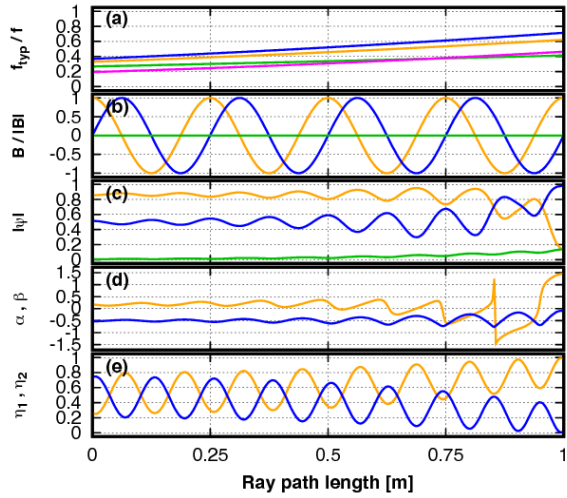 (a)
f_typ / f
1
0.8
0.6
0.4
0.2
0
(b)
B / |B|
1
0.5
0
-0.5
-1
(c)
|ψ|
1
0.8
0.6
0.4
0.2
0
(d)
α , β
1.5
1
0.5
-0.5
-1
-1.5
(e)
η₁ , η₂
1
0.8
0.6
0.4
0.2
0
0 0.25 0.5 0.75 1
Ray path length [m]